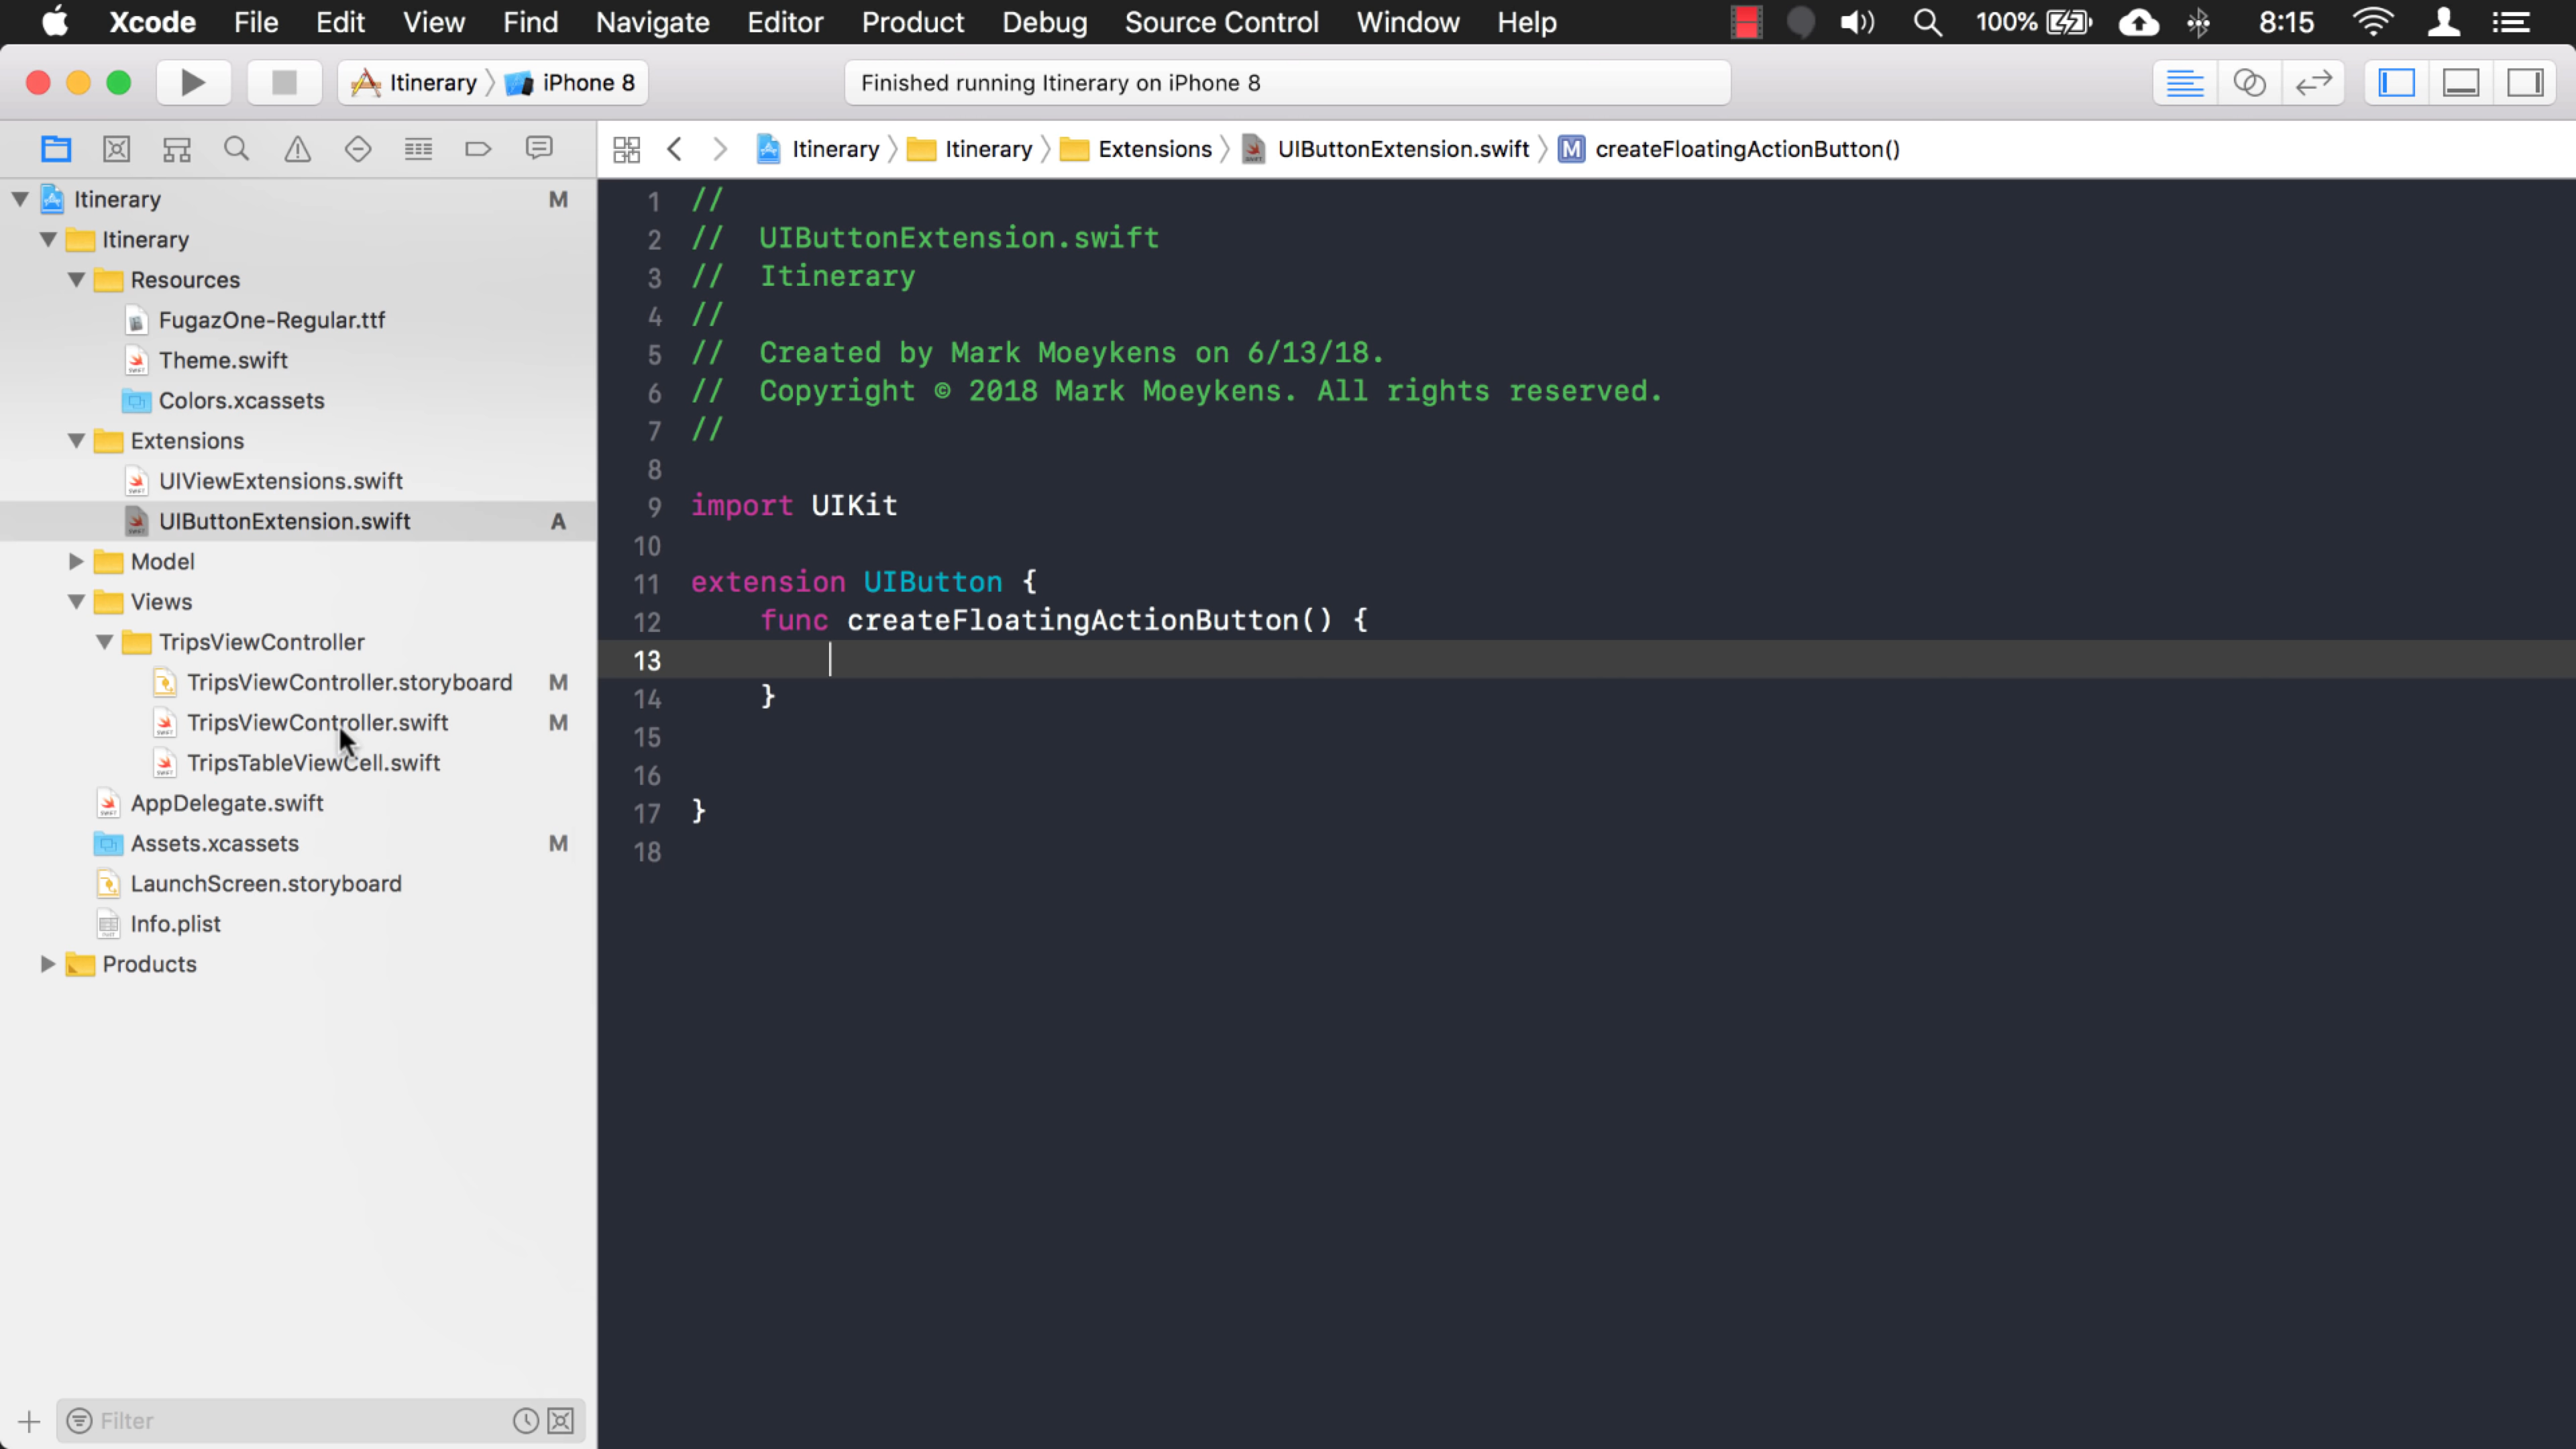 Xcode File Edit View Find Navigate Editor Product Debug Source Control Window Help 100% 8:15
Itinerary iPhone 8 Finished running Itinerary on iPhone 8
Itinerary Itinerary Extensions UIButtonExtension.swift M createFloatingActionButton()
Itinerary M
Itinerary
Resources
FugazOne-Regular.ttf
Theme.swift
Colors.xcassets
Extensions
UIViewExtensions.swift
UIButtonExtension.swift A
Model
Views
TripsViewController
TripsViewController.storyboard M
TripsViewController.swift M
TripsTableViewCell.swift
AppDelegate.swift
Assets.xcassets M
LaunchScreen.storyboard
Info.plist
Products
Filter
1 //
2 // UIButtonExtension.swift
3 // Itinerary
4 //
5 // Created by Mark Moeykens on 6/13/18.
6 // Copyright © 2018 Mark Moeykens. All rights reserved.
7 //
8
9 import UIKit
10
11 extension UIButton {
12 func createFloatingActionButton() {
13
14 }
15
16
17 }
18